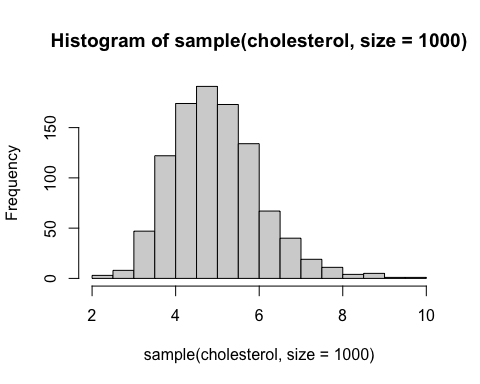 Histogram of sample(cholesterol, size = 1000)
Frequency
150
100
50
0
2 4 6 8 10
sample(cholesterol, size = 1000)